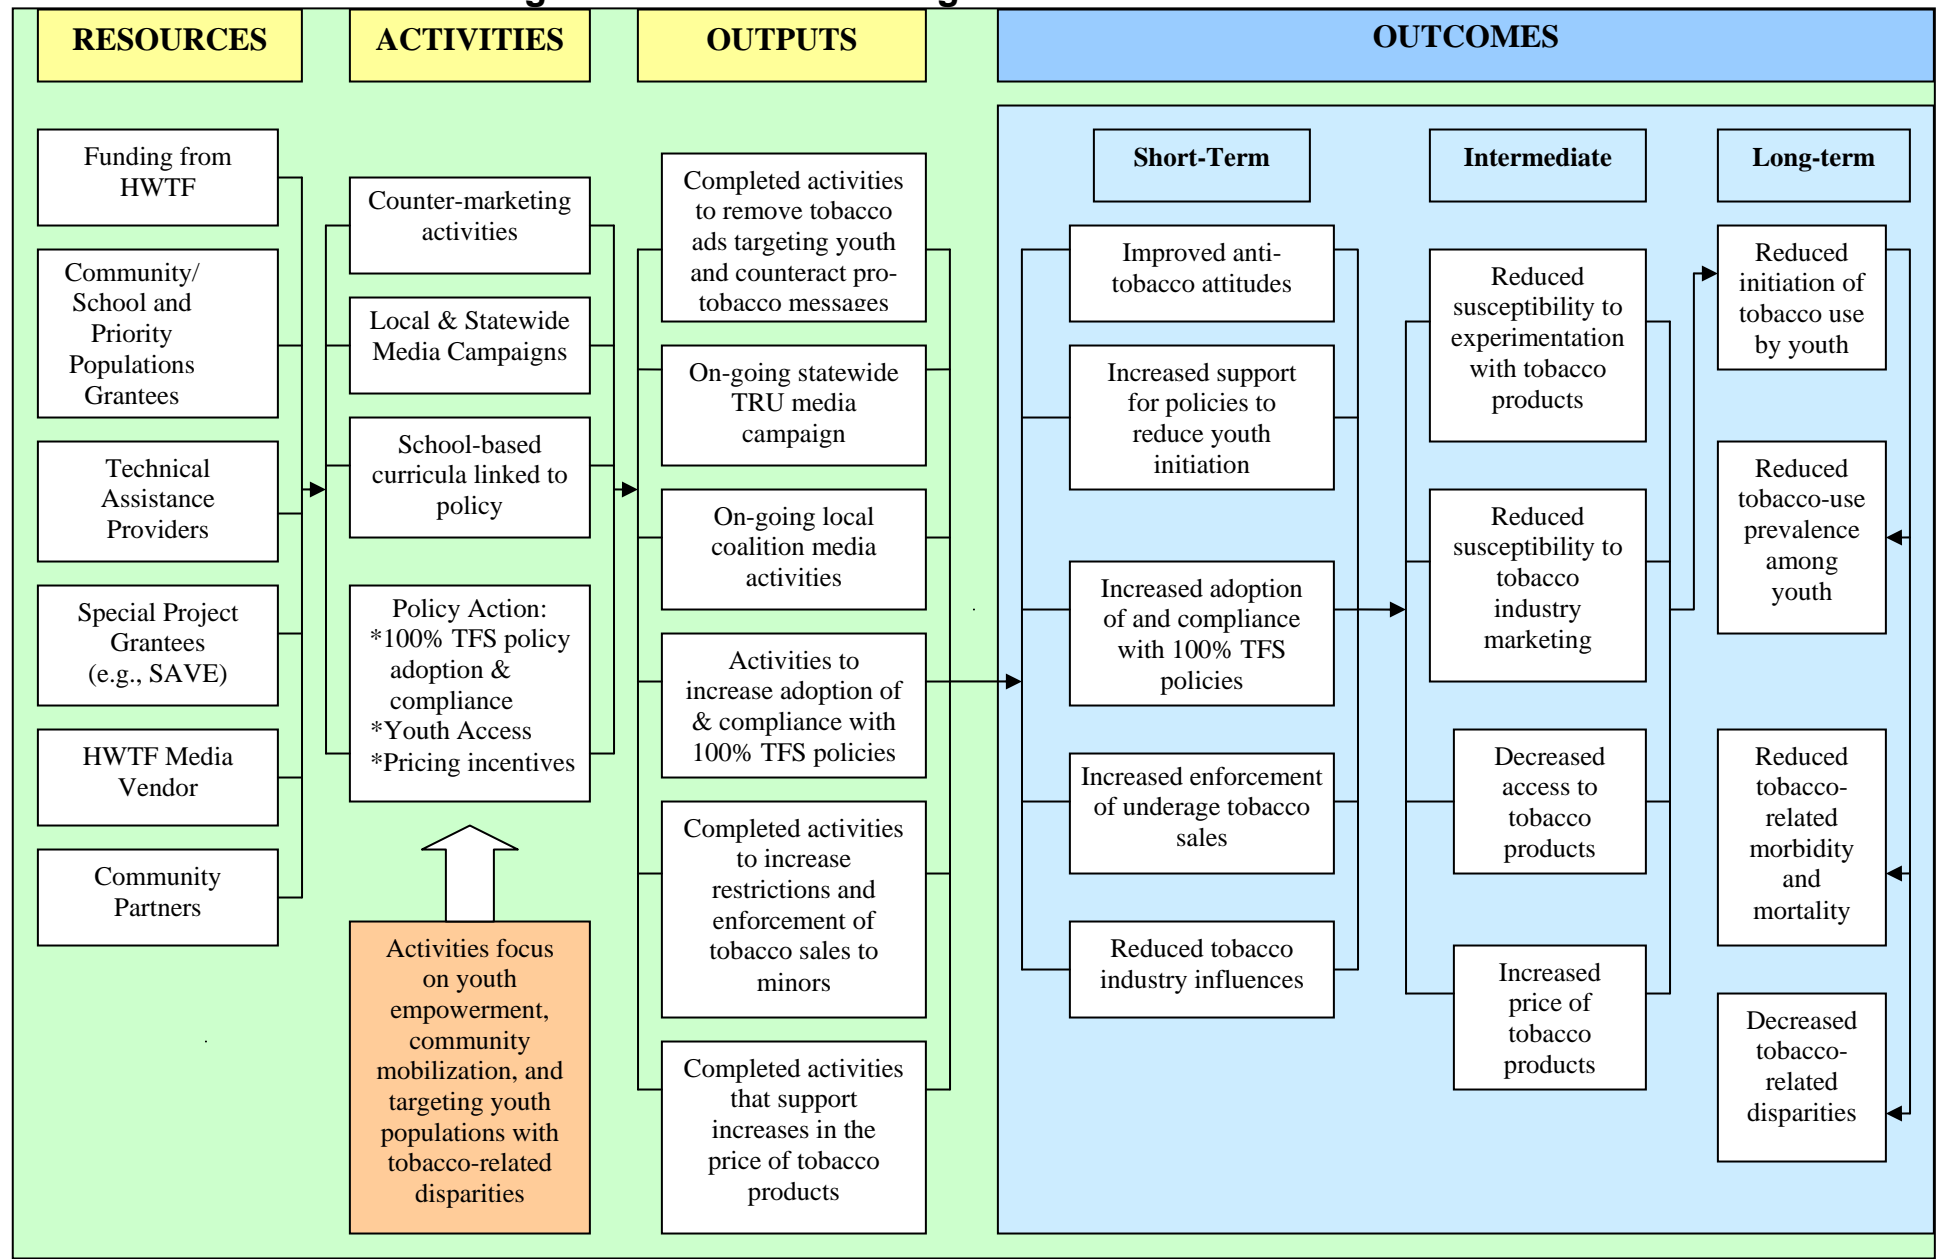 RESOURCES
ACTIVITIES
OUTPUTS
OUTCOMES
Funding from
HWTF
Community/
School and
Priority
Populations
Grantees
Technical
Assistance
Providers
Special Project
Grantees
(e.g., SAVE)
HWTF Media
Vendor
Community
Partners
Counter-marketing
activities
Local & Statewide
Media Campaigns
School-based
curricula linked to
policy
Policy Action:
*100% TFS policy
adoption &
compliance
*Youth Access
*Pricing incentives
Activities focus
on youth
empowerment,
community
mobilization, and
targeting youth
populations with
tobacco-related
disparities
Completed activities
to remove tobacco
ads targeting youth
and counteract pro-
tobacco messages
On-going statewide
TRU media
campaign
On-going local
coalition media
activities
Activities to
increase adoption of
& compliance with
100% TFS policies
Completed activities
to increase
restrictions and
enforcement of
tobacco sales to
minors
Completed activities
that support
increases in the
price of tobacco
products
Short-Term
Improved anti-
tobacco attitudes
Increased support
for policies to
reduce youth
initiation
Increased adoption
of and compliance
with 100% TFS
policies
Increased enforcement
of underage tobacco
sales
Reduced tobacco
industry influences
Intermediate
Reduced
susceptibility to
experimentation
with tobacco
products
Reduced
susceptibility to
tobacco
industry
marketing
Decreased
access to
tobacco
products
Increased
price of
tobacco
products
Long-term
Reduced
initiation of
tobacco use
by youth
Reduced
tobacco-use
prevalence
among
youth
Reduced
tobacco-
related
morbidity
and
mortality
Decreased
tobacco-
related
disparities